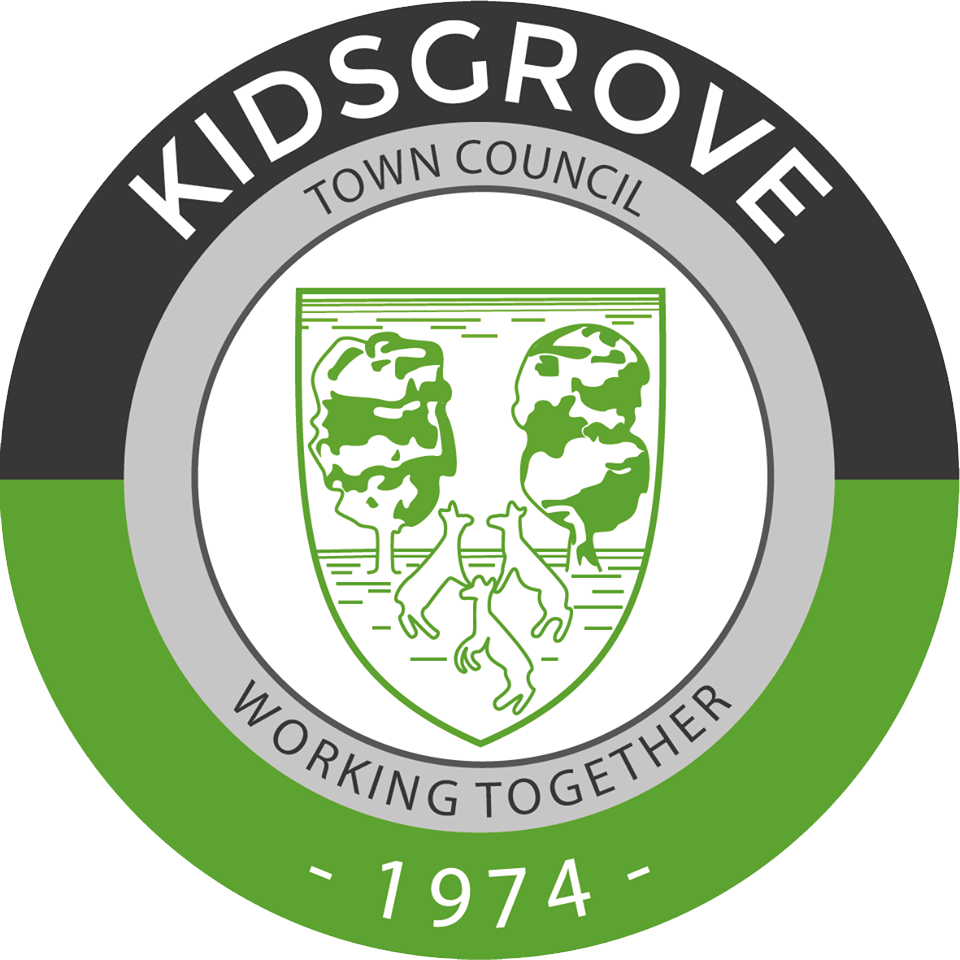 KIDSGROVE
TOWN COUNCIL
WORKING TOGETHER
- 1974 -